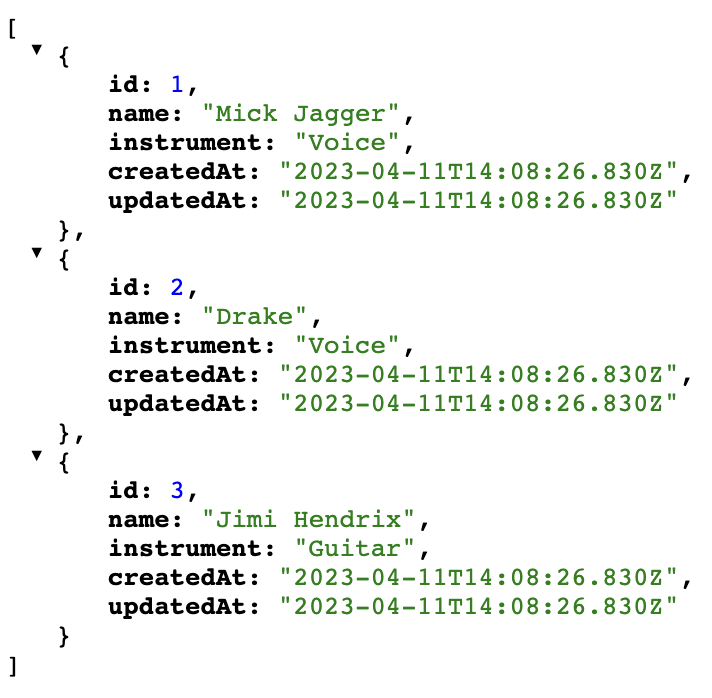 [
{
id: 1,
name: "Mick Jagger",
instrument: "Voice",
createdAt: "2023-04-11T14:08:26.830Z",
updatedAt: "2023-04-11T14:08:26.830Z"
},
{
id: 2,
name: "Drake",
instrument: "Voice",
createdAt: "2023-04-11T14:08:26.830Z",
updatedAt: "2023-04-11T14:08:26.830Z"
},
{
id: 3,
name: "Jimi Hendrix",
instrument: "Guitar",
createdAt: "2023-04-11T14:08:26.830Z",
updatedAt: "2023-04-11T14:08:26.830Z"
}
]